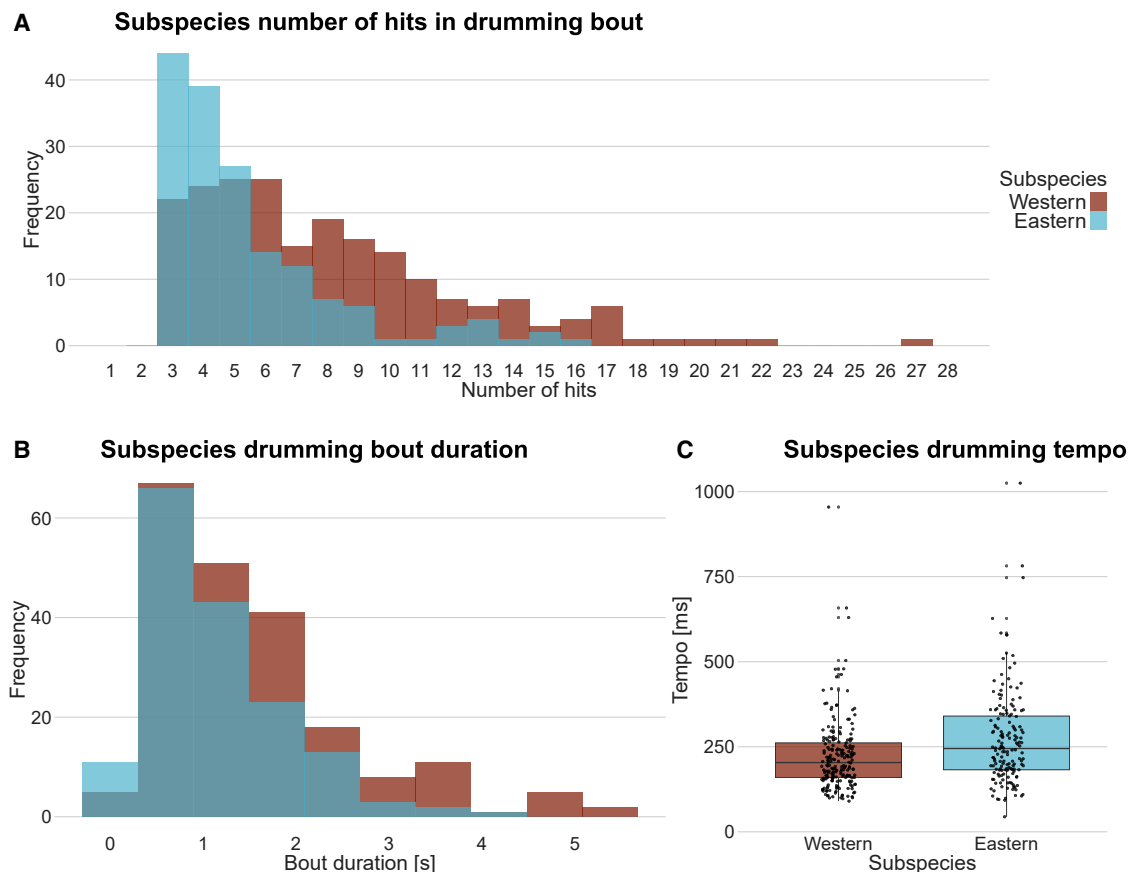 A Subspecies number of hits in drumming bout
Frequency
40
30
20
10
0
1 2 3 4 5 6 7 8 9 10 11 12 13 14 15 16 17 18 19 20 21 22 23 24 25 26 27 28
Number of hits
Subspecies
Western
Eastern
B Subspecies drumming bout duration
Frequency
60
40
20
0
0 1 2 3 4 5
Bout duration [s]
C Subspecies drumming tempo
Tempo [ms]
1000
750
500
250
0
Western Eastern
Subspecies